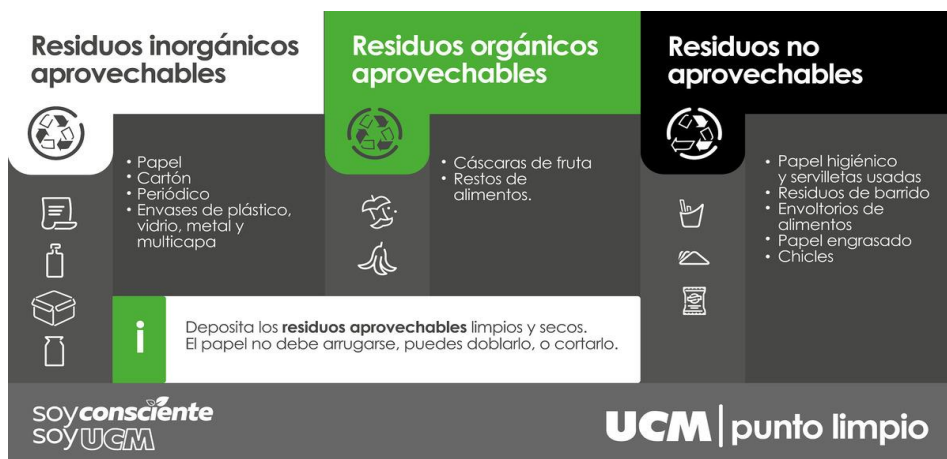 Residuos inorgánicos
aprovechables
• Papel
• Cartón
• Periódico
• Envases de plástico,
vidrio, metal y
multicapa
Residuos orgánicos
aprovechables
• Cáscaras de fruta
• Restos de
alimentos.
Residuos no
aprovechables
• Papel higiénico
y servilletas usadas
• Residuos de barrido
• Envoltorios de
alimentos
• Papel engrasado
• Chicles
i
Deposita los residuos aprovechables limpios y secos.
El papel no debe arrugarse, puedes doblarlo, o cortarlo.
soyconsciente
soyUCM
UCM | punto limpio